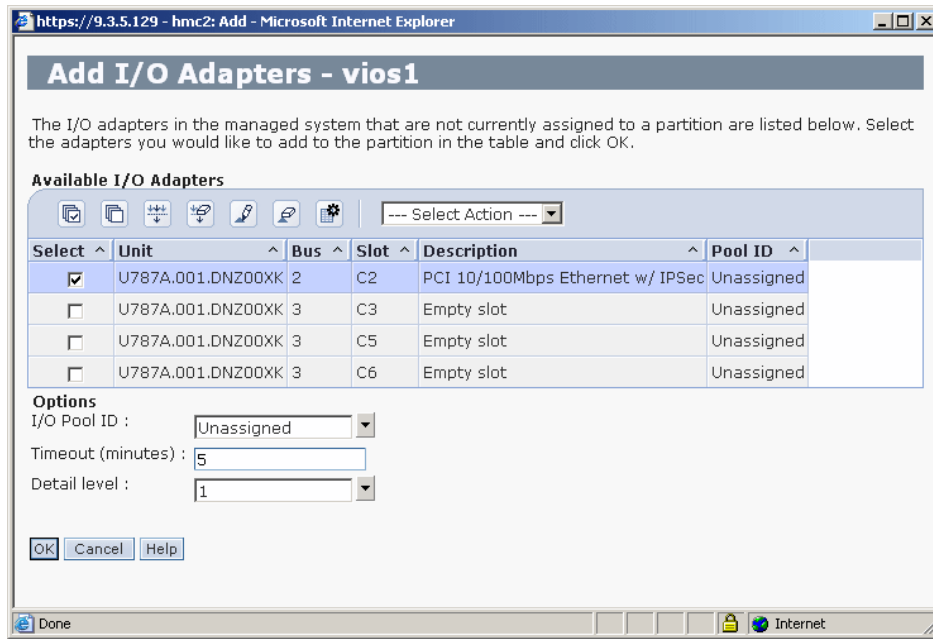 https://9.3.5.129 - hmc2: Add - Microsoft Internet Explorer
Add I/O Adapters - vios1
The I/O adapters in the managed system that are not currently assigned to a partition are listed below. Select
the adapters you would like to add to the partition in the table and click OK.
Available I/O Adapters
--- Select Action ---
Select ^ Unit ^ Bus ^ Slot ^ Description ^ Pool ID ^
U787A.001.DNZ00XK 2 C2 PCI 10/100Mbps Ethernet w/ IPSec Unassigned
U787A.001.DNZ00XK 3 C3 Empty slot Unassigned
U787A.001.DNZ00XK 3 C5 Empty slot Unassigned
U787A.001.DNZ00XK 3 C6 Empty slot Unassigned
Options
I/O Pool ID : Unassigned
Timeout (minutes) : 5
Detail level : 1
OK Cancel Help
Done Internet